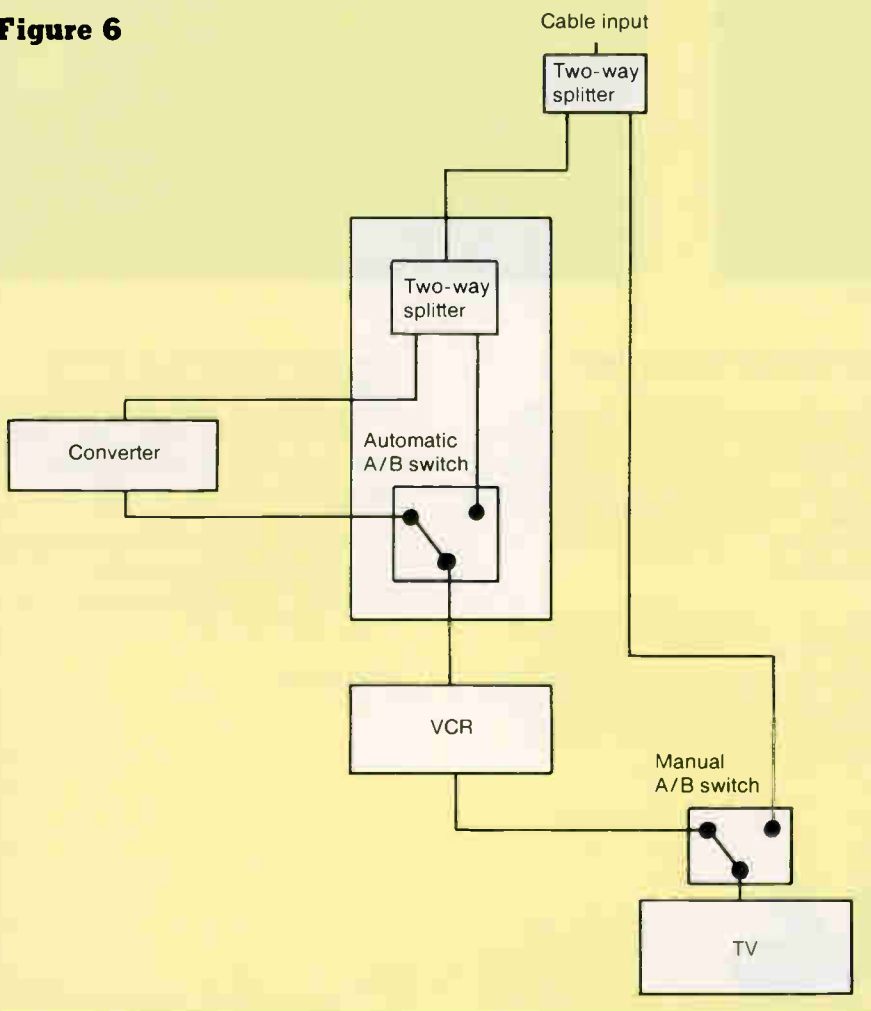 Figure 6
Cable input
Two-way
splitter
Two-way
splitter
Converter
Automatic
A/B switch
VCR
Manual
A/B switch
TV